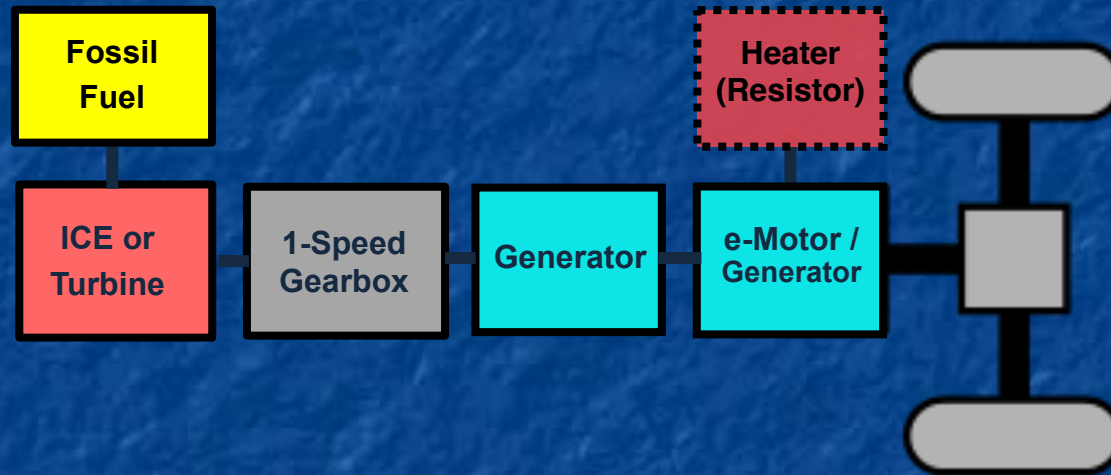 Fossil
Fuel
Heater
(Resistor)
ICE or
Turbine
1-Speed
Gearbox
Generator
e-Motor /
Generator